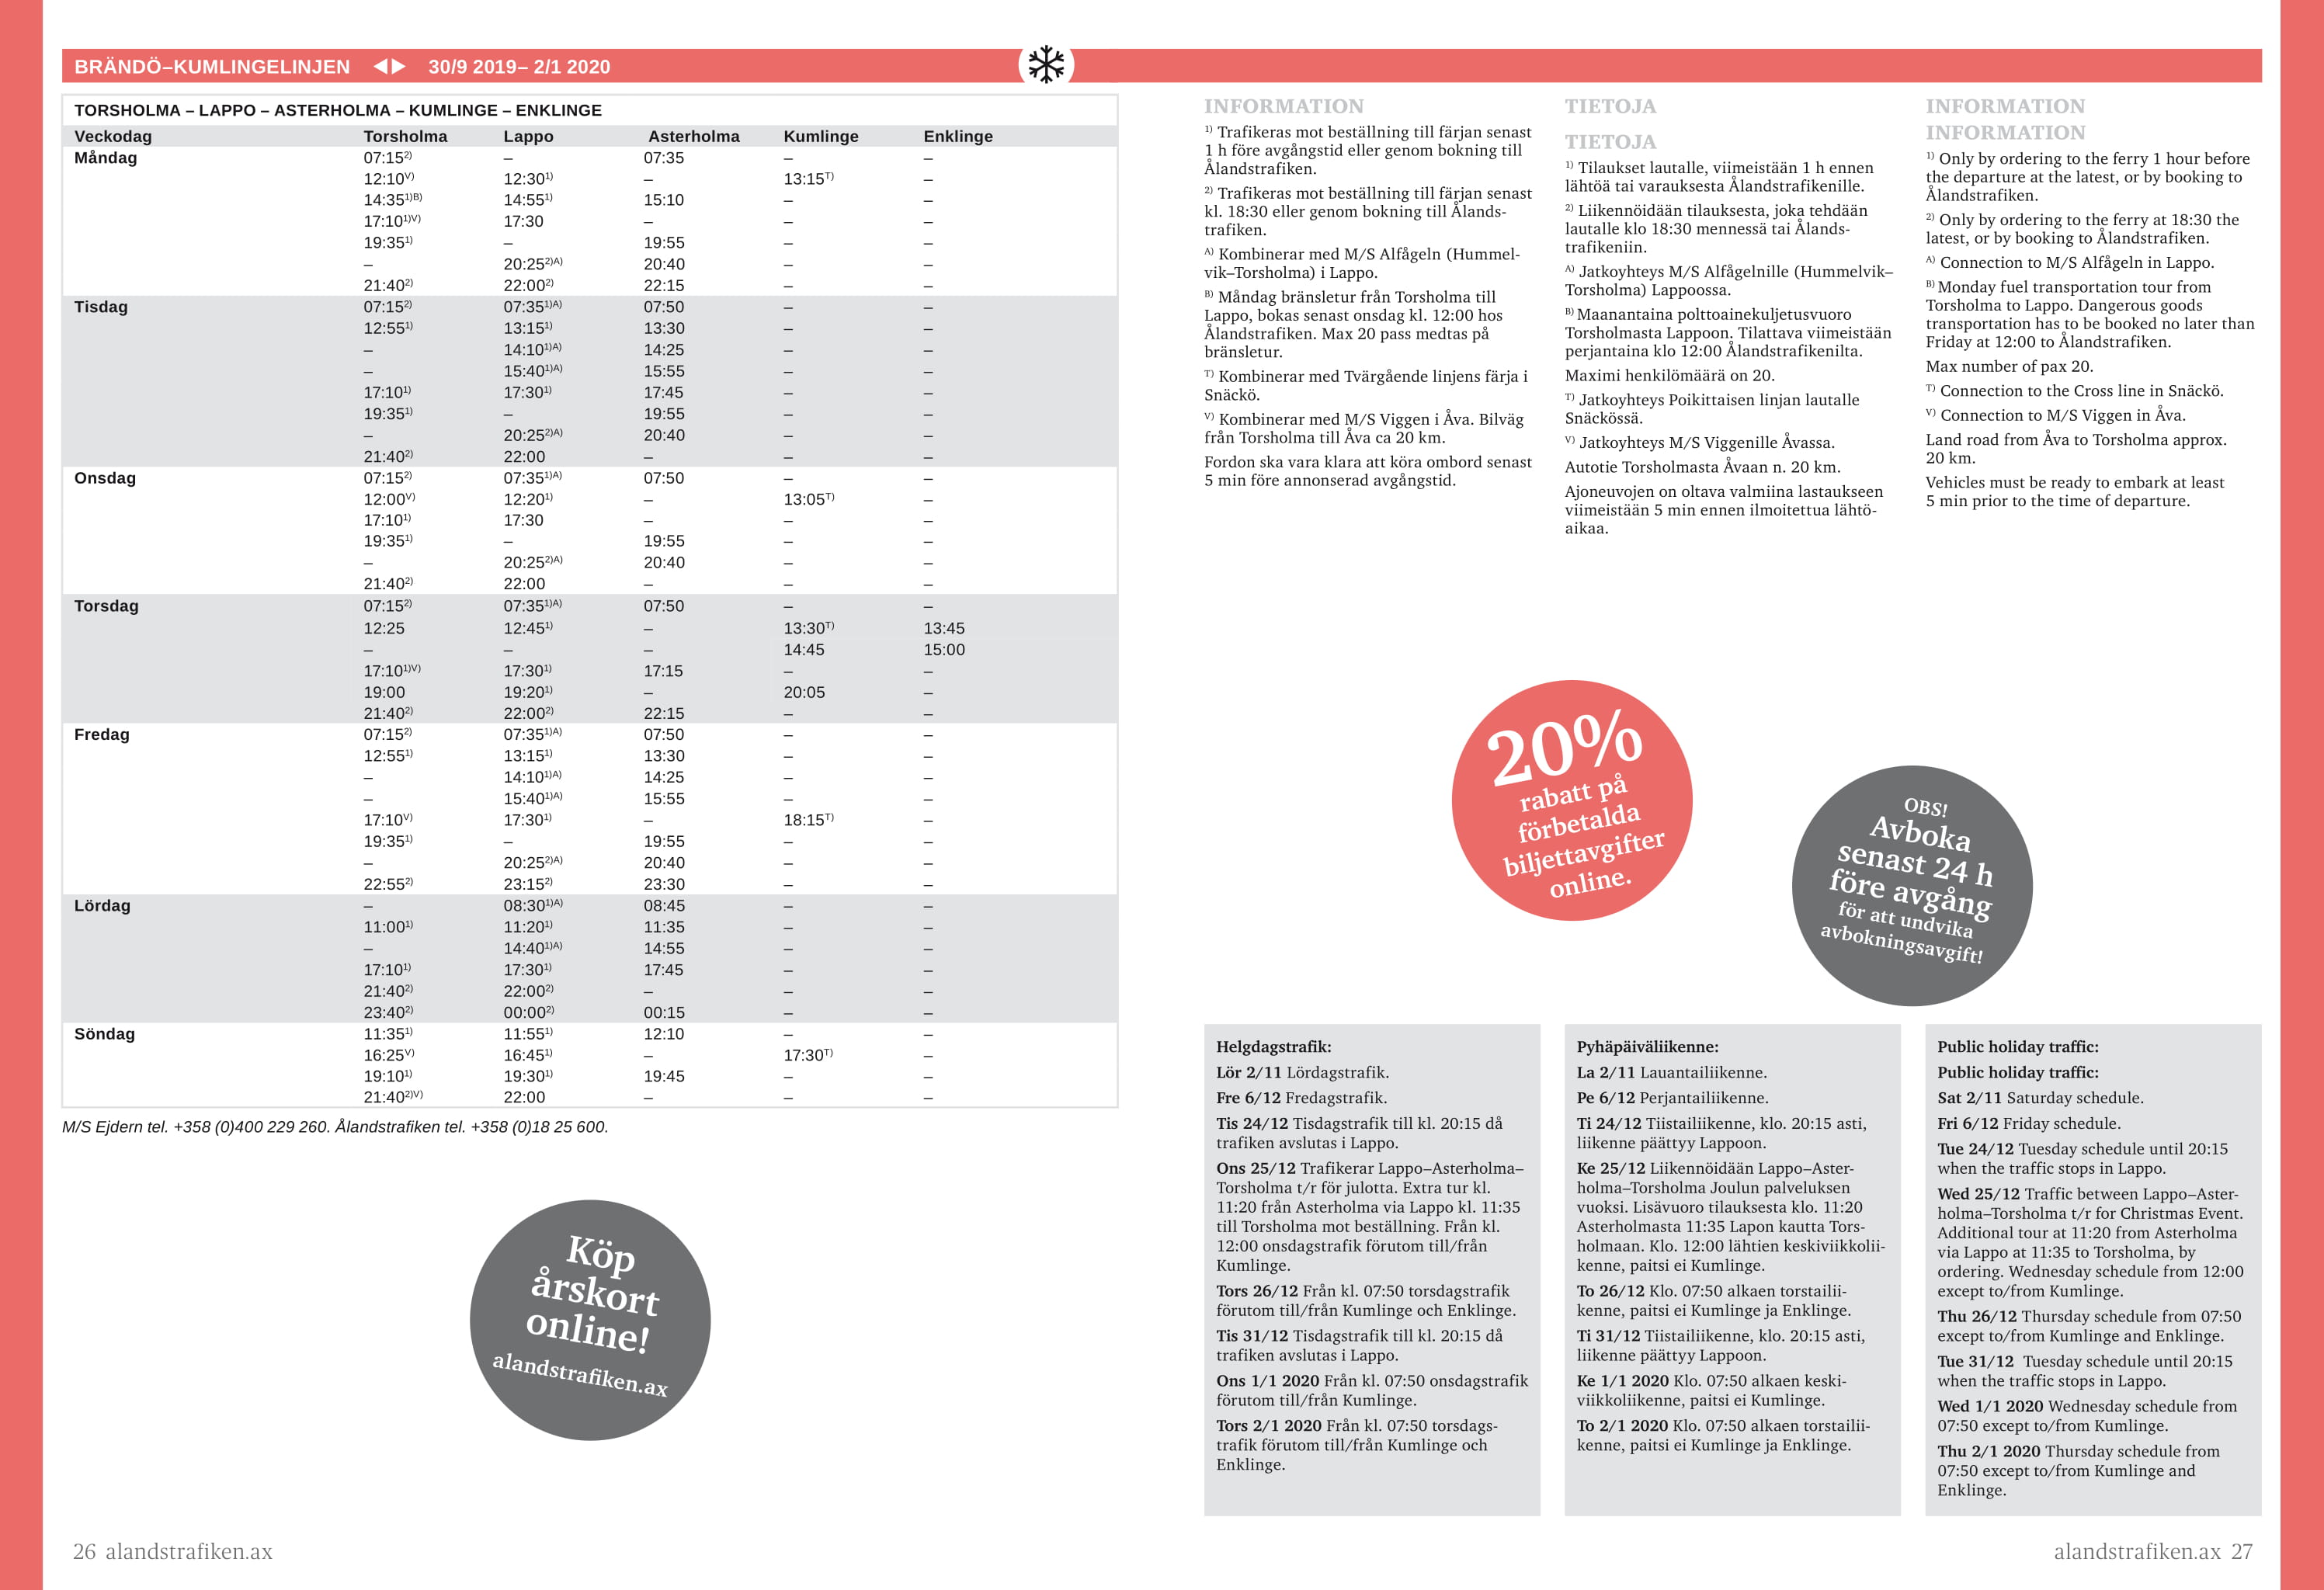 BRÄNDÖ–KUMLINGELINJEN ◀▶ 30/9 2019– 2/1 2020
TORSHOLMA – LAPPO – ASTERHOLMA – KUMLINGE – ENKLINGE
Veckodag Torsholma Lappo Asterholma Kumlinge Enklinge
Måndag 07:15²⁾ – 07:35 – –
12:10V) 12:301) – 13:15T) –
14:351)B) 14:551) 15:10 – –
17:101)V) 17:30 – – –
19:351) – 19:55 – –
– 20:252)A) 20:40 – –
21:402) 22:002) 22:15 – –
Tisdag 07:152) 07:351)A) 07:50 – –
12:551) 13:151) 13:30 – –
– 14:101)A) 14:25 – –
– 15:401)A) 15:55 – –
17:101) 17:301) 17:45 – –
19:351) – 19:55 – –
– 20:252)A) 20:40 – –
21:402) 22:00 – – –
Onsdag 07:152) 07:351)A) 07:50 – –
12:00V) 12:201) – 13:05T) –
17:101) 17:30 – – –
19:351) – 19:55 – –
– 20:252)A) 20:40 – –
21:402) 22:00 – – –
Torsdag 07:152) 07:351)A) 07:50 – –
12:25 12:451) – 13:30T) 13:45
– – – 14:45 15:00
17:101)V) 17:301) 17:15 – –
19:00 19:201) – 20:05 –
21:402) 22:002) 22:15 – –
Fredag 07:152) 07:351)A) 07:50 – –
12:551) 13:151) 13:30 – –
– 14:101)A) 14:25 – –
– 15:401)A) 15:55 – –
17:10V) 17:301) – 18:15T) –
19:351) – 19:55 – –
– 20:252)A) 20:40 – –
22:552) 23:152) 23:30 – –
Lördag – 08:301)A) 08:45 – –
11:001) 11:201) 11:35 – –
– 14:401)A) 14:55 – –
17:101) 17:301) 17:45 – –
21:402) 22:002) – – –
23:402) 00:002) 00:15 – –
Söndag 11:351) 11:551) 12:10 – –
16:25V) 16:451) – 17:30T) –
19:101) 19:301) 19:45 – –
21:402)V) 22:00 – – –
M/S Ejdern tel. +358 (0)400 229 260. Ålandstrafiken tel. +358 (0)18 25 600.
Köp
årskort
online!
alandstrafiken.ax
26 alandstrafiken.ax
INFORMATION
1) Trafikeras mot beställning till färjan senast
1 h före avgångstid eller genom bokning till
Ålandstrafiken.
2) Trafikeras mot beställning till färjan senast
kl. 18:30 eller genom bokning till Ålands-
trafiken.
A) Kombinerar med M/S Alfågeln (Hummel-
vik–Torsholma) i Lappo.
B) Måndag bränsletur från Torsholma till
Lappo, bokas senast onsdag kl. 12:00 hos
Ålandstrafiken. Max 20 pass medtas på
bränsletur.
T) Kombinerar med Tvärgående linjens färja i
Snäckö.
V) Kombinerar med M/S Viggen i Åva. Bilväg
från Torsholma till Åva ca 20 km.
Fordon ska vara klara att köra ombord senast
5 min före annonserad avgångstid.
TIETOJA
TIETOJA
1) Tilaukset lautalle, viimeistään 1 h ennen
lähtöä tai varauksesta Ålandstrafikenille.
2) Liikennöidään tilauksesta, joka tehdään
lautalle klo 18:30 mennessä tai Ålands-
trafikeniin.
A) Jatkoyhteys M/S Alfågelnille (Hummelvik–
Torsholma) Lappoossa.
B) Maanantaina polttoainekuljetusvuoro
Torsholmasta Lappoon. Tilattava viimeistään
perjantaina klo 12:00 Ålandstrafikenilta.
Maximi henkilömäärä on 20.
T) Jatkoyhteys Poikittaisen linjan lautalle
Snäckössä.
V) Jatkoyhteys M/S Viggenille Åvassa.
Autotie Torsholmasta Åvaan n. 20 km.
Ajoneuvojen on oltava valmiina lastaukseen
viimeistään 5 min ennen ilmoitettua lähtö-
aikaa.
INFORMATION
INFORMATION
1) Only by ordering to the ferry 1 hour before
the departure at the latest, or by booking to
Ålandstrafiken.
2) Only by ordering to the ferry at 18:30 the
latest, or by booking to Ålandstrafiken.
A) Connection to M/S Alfågeln in Lappo.
B) Monday fuel transportation tour from
Torsholma to Lappo. Dangerous goods
transportation has to be booked no later than
Friday at 12:00 to Ålandstrafiken.
Max number of pax 20.
T) Connection to the Cross line in Snäckö.
V) Connection to M/S Viggen in Åva.
Land road from Åva to Torsholma approx.
20 km.
Vehicles must be ready to embark at least
5 min prior to the time of departure.
20%
rabatt på
förbetalda
biljettavgifter
online.
OBS!
Avboka
senast 24 h
före avgång
för att undvika
avbokningsavgift!
Helgdagstrafik:
Lör 2/11 Lördagstrafik.
Fre 6/12 Fredagstrafik.
Tis 24/12 Tisdagstrafik till kl. 20:15 då
trafiken avslutas i Lappo.
Ons 25/12 Trafikerar Lappo–Asterholma–
Torsholma t/r för julotta. Extra tur kl.
11:20 från Asterholma via Lappo kl. 11:35
till Torsholma mot beställning. Från kl.
12:00 onsdagstrafik förutom till/från
Kumlinge.
Tors 26/12 Från kl. 07:50 torsdagstrafik
förutom till/från Kumlinge och Enklinge.
Tis 31/12 Tisdagstrafik till kl. 20:15 då
trafiken avslutas i Lappo.
Ons 1/1 2020 Från kl. 07:50 onsdagstrafik
förutom till/från Kumlinge.
Tors 2/1 2020 Från kl. 07:50 torsdags-
trafik förutom till/från Kumlinge och
Enklinge.
Pyhäpäiväliikenne:
La 2/11 Lauantailiikenne.
Pe 6/12 Perjantailiikenne.
Ti 24/12 Tiistailiikenne, klo. 20:15 asti,
liikenne päättyy Lappoon.
Ke 25/12 Liikennöidään Lappo–Aster-
holma–Torsholma Joulun palveluksen
vuoksi. Lisävuoro tilauksesta klo. 11:20
Asterholmasta 11:35 Lapon kautta Tors-
holmaan. Klo. 12:00 lähtien keskiviikkolii-
kenne, paitsi ei Kumlinge.
To 26/12 Klo. 07:50 alkaen torstailii-
kenne, paitsi ei Kumlinge ja Enklinge.
Ti 31/12 Tiistailiikenne, klo. 20:15 asti,
liikenne päättyy Lappoon.
Ke 1/1 2020 Klo. 07:50 alkaen keski-
viikkoliikenne, paitsi ei Kumlinge.
To 2/1 2020 Klo. 07:50 alkaen torstailii-
kenne, paitsi ei Kumlinge ja Enklinge.
Public holiday traffic:
Public holiday traffic:
Sat 2/11 Saturday schedule.
Fri 6/12 Friday schedule.
Tue 24/12 Tuesday schedule until 20:15
when the traffic stops in Lappo.
Wed 25/12 Traffic between Lappo–Aster-
holma–Torsholma t/r for Christmas Event.
Additional tour at 11:20 from Asterholma
via Lappo at 11:35 to Torsholma, by
ordering. Wednesday schedule from 12:00
except to/from Kumlinge.
Thu 26/12 Thursday schedule from 07:50
except to/from Kumlinge and Enklinge.
Tue 31/12 Tuesday schedule until 20:15
when the traffic stops in Lappo.
Wed 1/1 2020 Wednesday schedule from
07:50 except to/from Kumlinge.
Thu 2/1 2020 Thursday schedule from
07:50 except to/from Kumlinge and
Enklinge.
alandstrafiken.ax 27